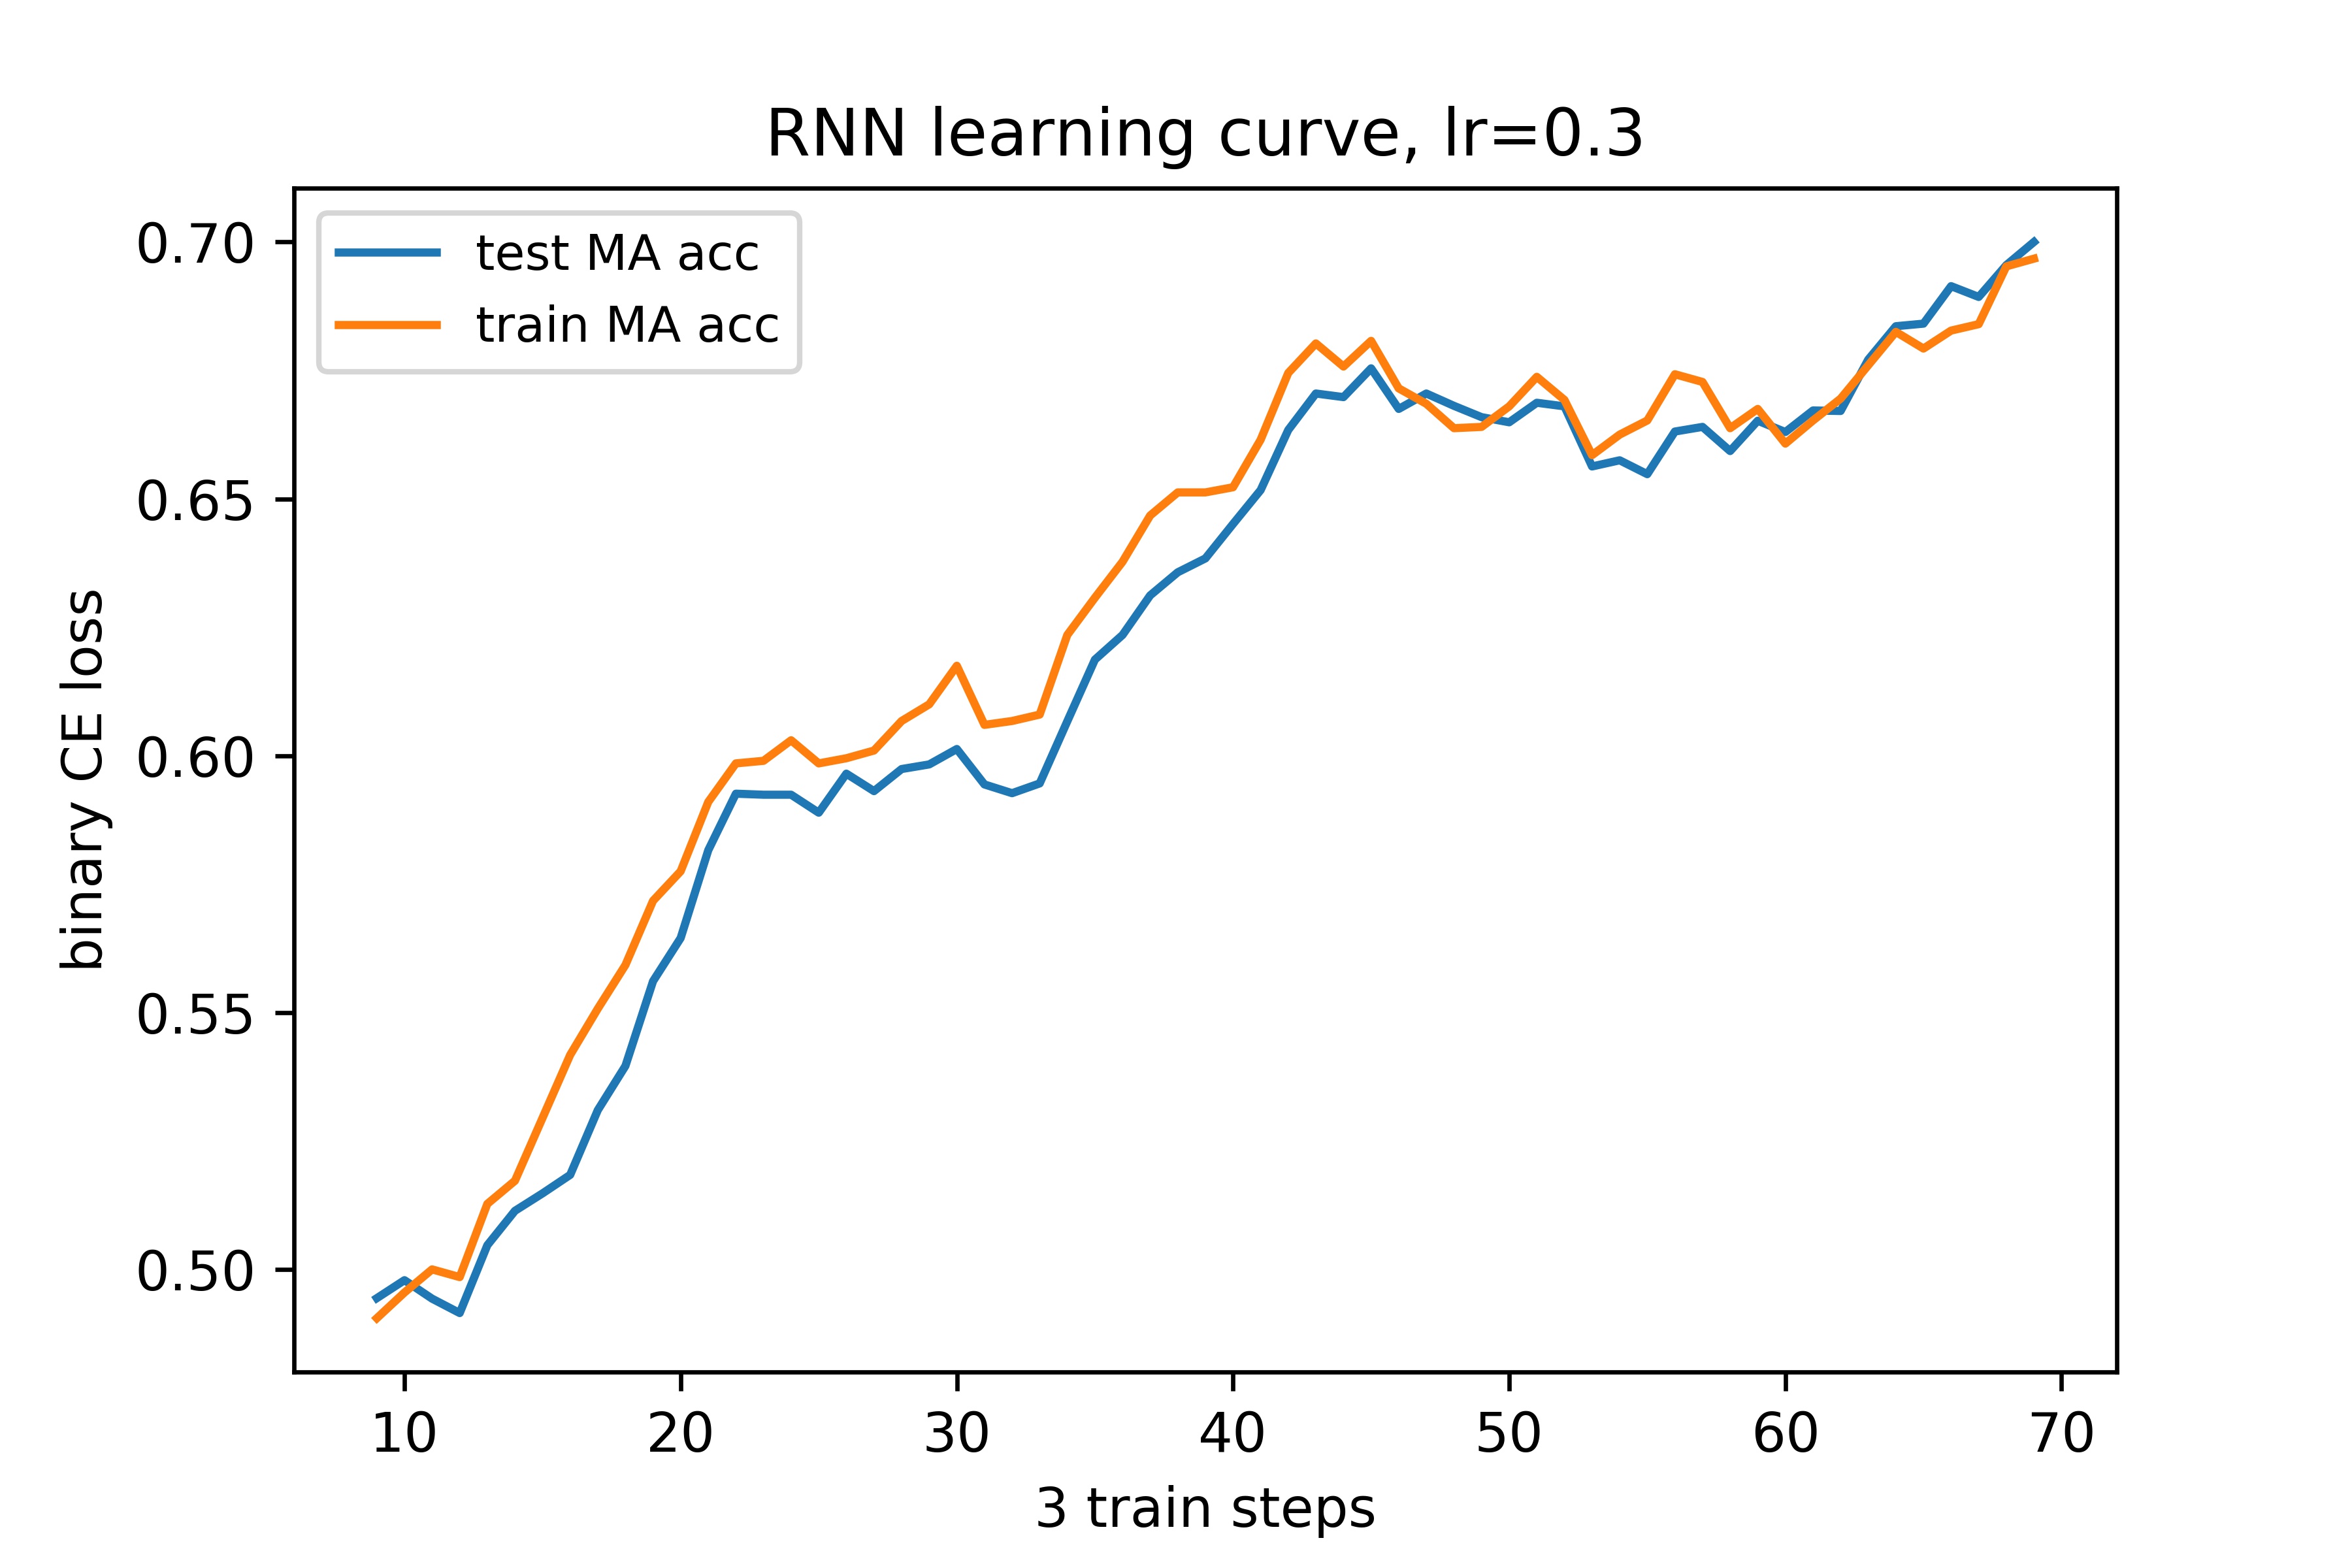 RNN learning curve, lr=0.3
test MA acc
train MA acc
binary CE loss
0.70
0.65
0.60
0.55
0.50
10 20 30 40 50 60 70
3 train steps